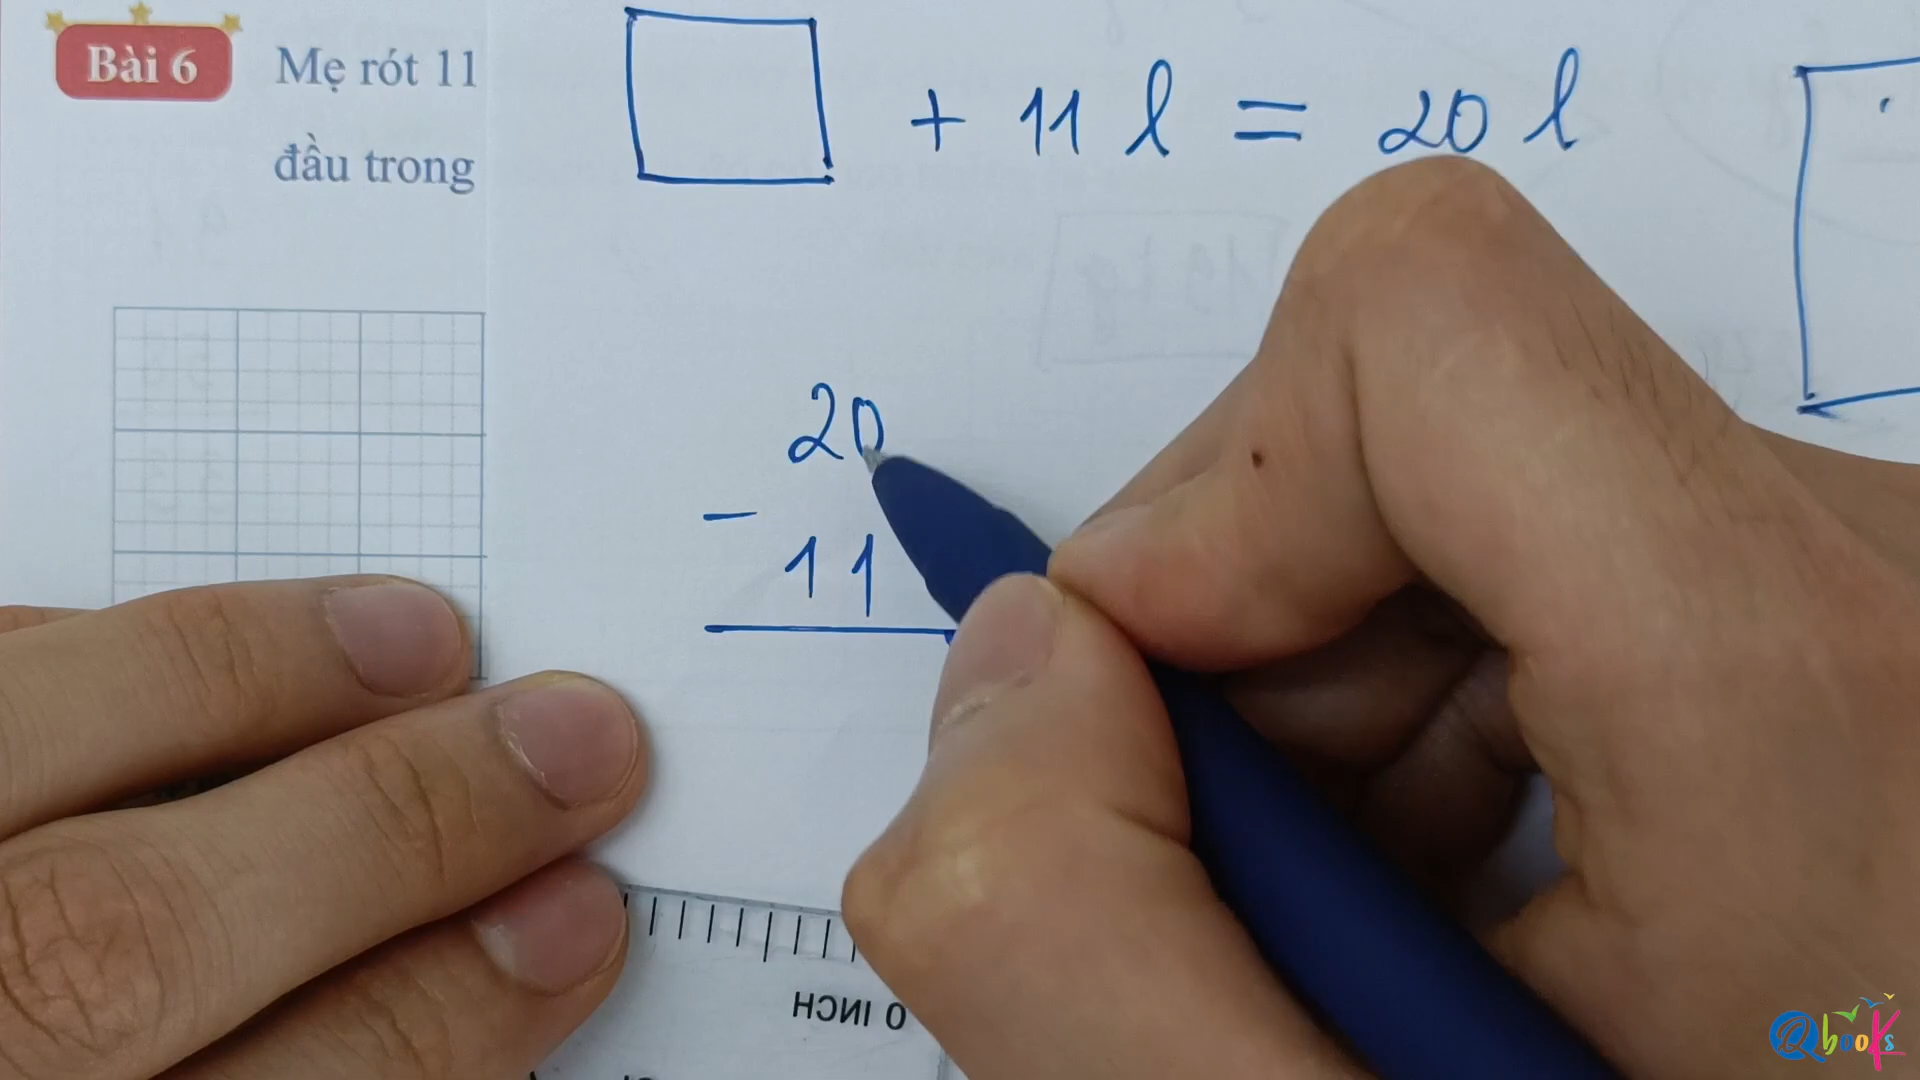 Bài 6 Mẹ rót 11
đầu trong
+ 11 l = 20 l
20
-
11
0 INCH
Qbooks